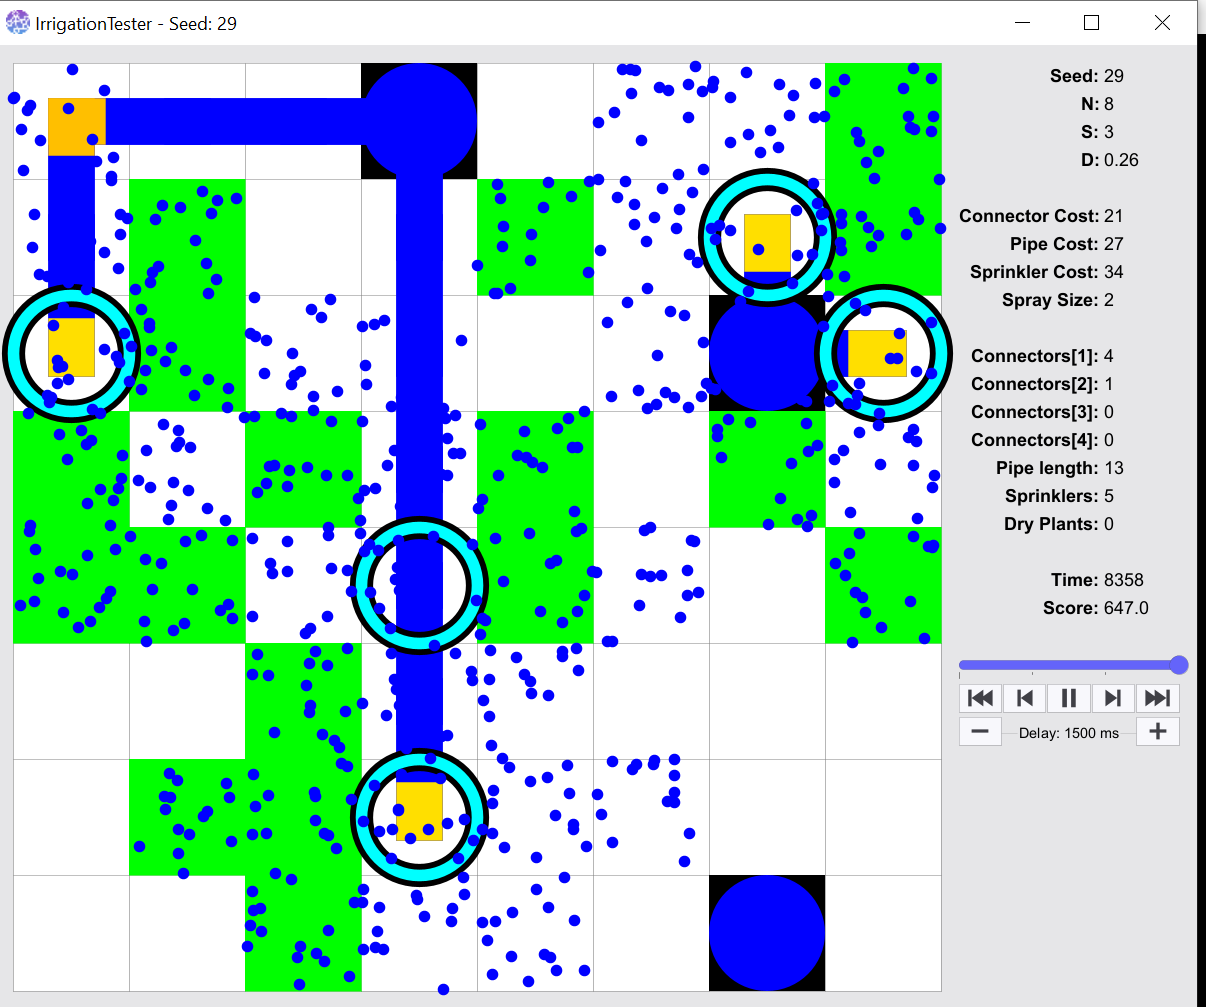 IrrigationTester - Seed: 29
Seed: 29
N: 8
S: 3
D: 0.26
Connector Cost: 21
Pipe Cost: 27
Sprinkler Cost: 34
Spray Size: 2
Connectors[1]: 4
Connectors[2]: 1
Connectors[3]: 0
Connectors[4]: 0
Pipe length: 13
Sprinklers: 5
Dry Plants: 0
Time: 8358
Score: 647.0
Delay: 1500 ms